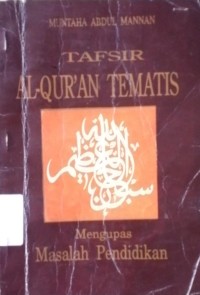 MUNTAHA ABDUL MANNAN
TAFSIR
AL-QUR'AN TEMATIS
Mengupas
Masalah Pendidikan